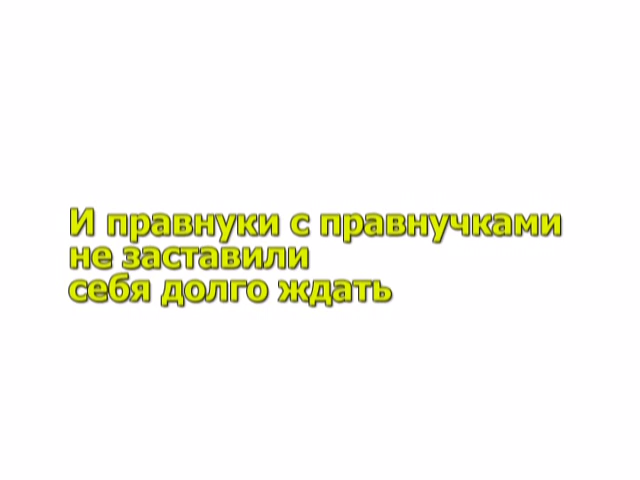 И правнуки с правнучками
не заставили
себя долго ждать